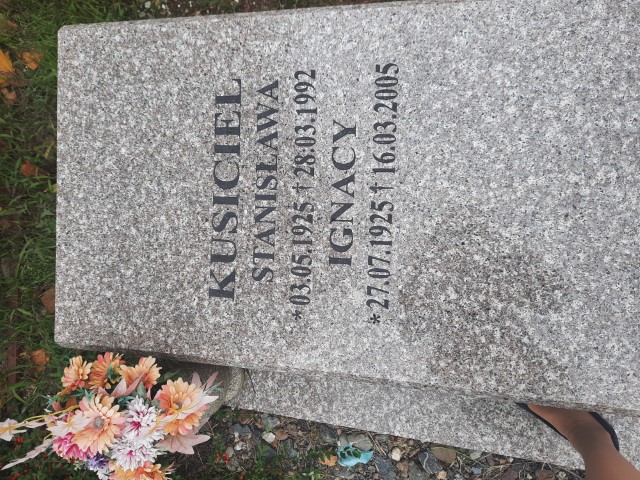 KUSICIEL
STANISŁAWA
*03.05.1925 † 28.03.1992
IGNACY
*27.07.1925 † 16.03.2005